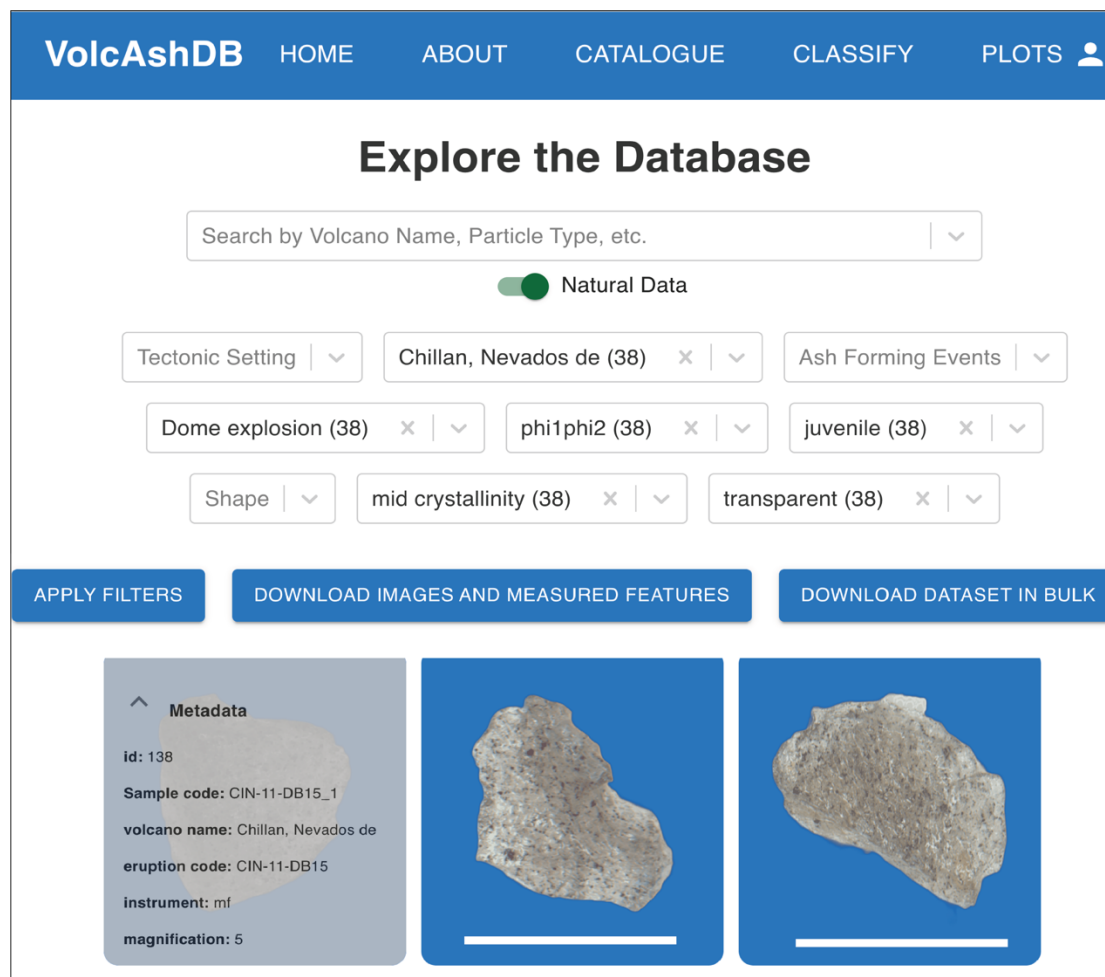 VolcAshDB HOME ABOUT CATALOGUE CLASSIFY PLOTS
Explore the Database
Search by Volcano Name, Particle Type, etc.
Natural Data
Tectonic Setting Chillan, Nevados de (38) Ash Forming Events
Dome explosion (38) phi1phi2 (38) juvenile (38)
Shape mid crystallinity (38) transparent (38)
APPLY FILTERS DOWNLOAD IMAGES AND MEASURED FEATURES DOWNLOAD DATASET IN BULK
Metadata
id: 138
Sample code: CIN-11-DB15_1
volcano name: Chillan, Nevados de
eruption code: CIN-11-DB15
instrument: mf
magnification: 5